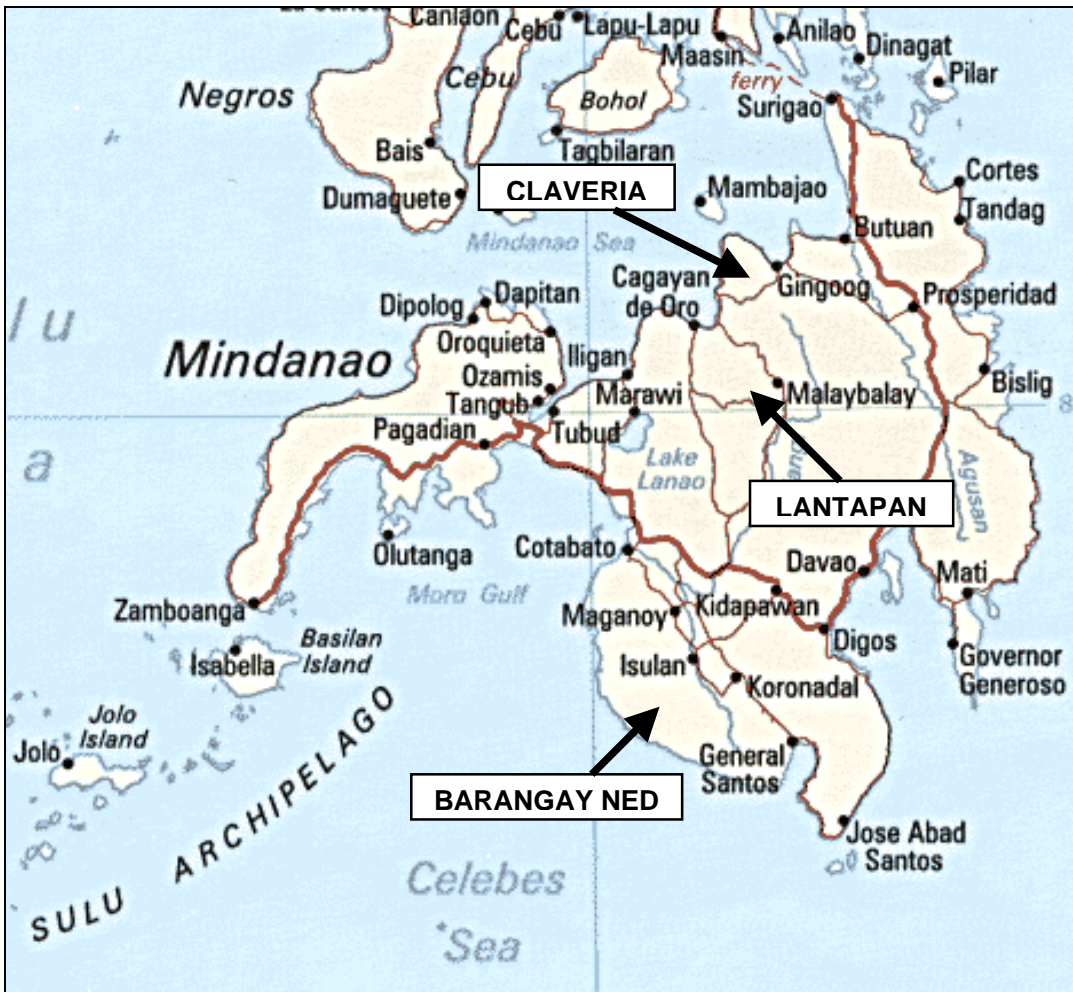 Canlaon
Cebu
Lapu-Lapu
Maasin
Anilao
Dinagat
Pilar
ferry
Surigao
Negros
Cebu
Bohol
Bais
Tagbilaran
Dumaguete
CLAVERIA
Mambajao
Cortes
Tandag
Mindanao Sea
Butuan
Cagayan
de Oro
Gingoog
Prosperidad
lu
Dipolog
Dapitan
Oroquieta
Iligan
Mindanao
Ozamis
Marawi
Malaybalay
Bislig
Tangub
8
Pagadian
Tubud
a
Lake
Lanao
Agusan
LANTAPAN
Olutanga
Cotabato
Davao
Mati
Zamboanga
Moro Gulf
Maganoy
Kidapawan
Digos
Basilan
Island
Isabella
Isulan
Koronadal
Governor
Generoso
Jolo
Island
Joló
General
Santos
BARANGAY NED
SULU ARCHIPELAGO
Jose Abad
Santos
Celebes
Sea